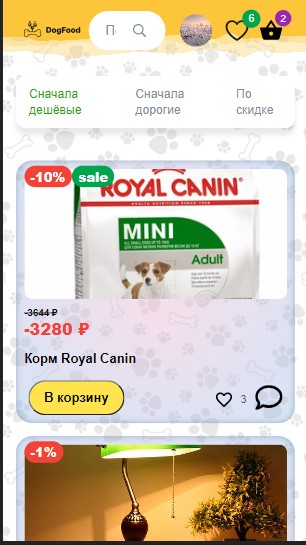 DogFood
П
6
2
Сначала дешёвые
Сначала дорогие
По скидке
-10%
sale
ROYAL CANIN
MINI
Adult
-3644 ₽
-3280 ₽
Корм Royal Canin
В корзину
3
-1%